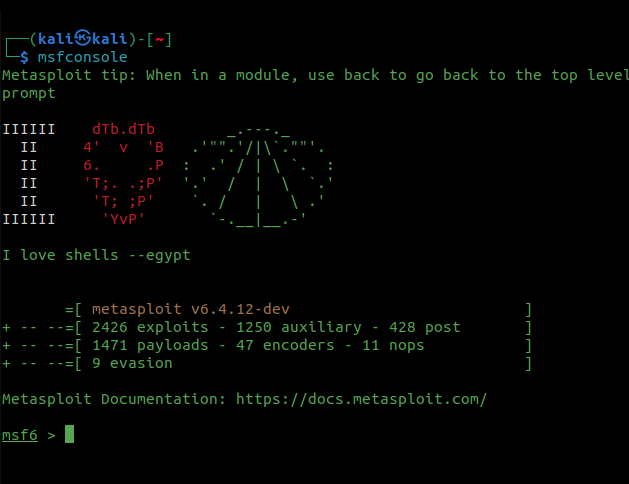 ┌──(kali㉿kali)-[~]
└─$ msfconsole
Metasploit tip: When in a module, use back to go back to the top level
prompt

IIIIII    dTb.dTb        _.---._
  II     4'  v  'B   .'"".'/|\`.""'.
  II     6.     .P  :  .' / | \ `.  :
  II     'T;. .;P'  '.'  /  |  \  `.'
  II      'T; ;P'    `. /   |   \ .'
IIIIII     'YvP'       `-.__|__.-'

I love shells --egypt


       =[ metasploit v6.4.12-dev                          ]
+ -- --=[ 2426 exploits - 1250 auxiliary - 428 post       ]
+ -- --=[ 1471 payloads - 47 encoders - 11 nops           ]
+ -- --=[ 9 evasion                                       ]

Metasploit Documentation: https://docs.metasploit.com/

msf6 >